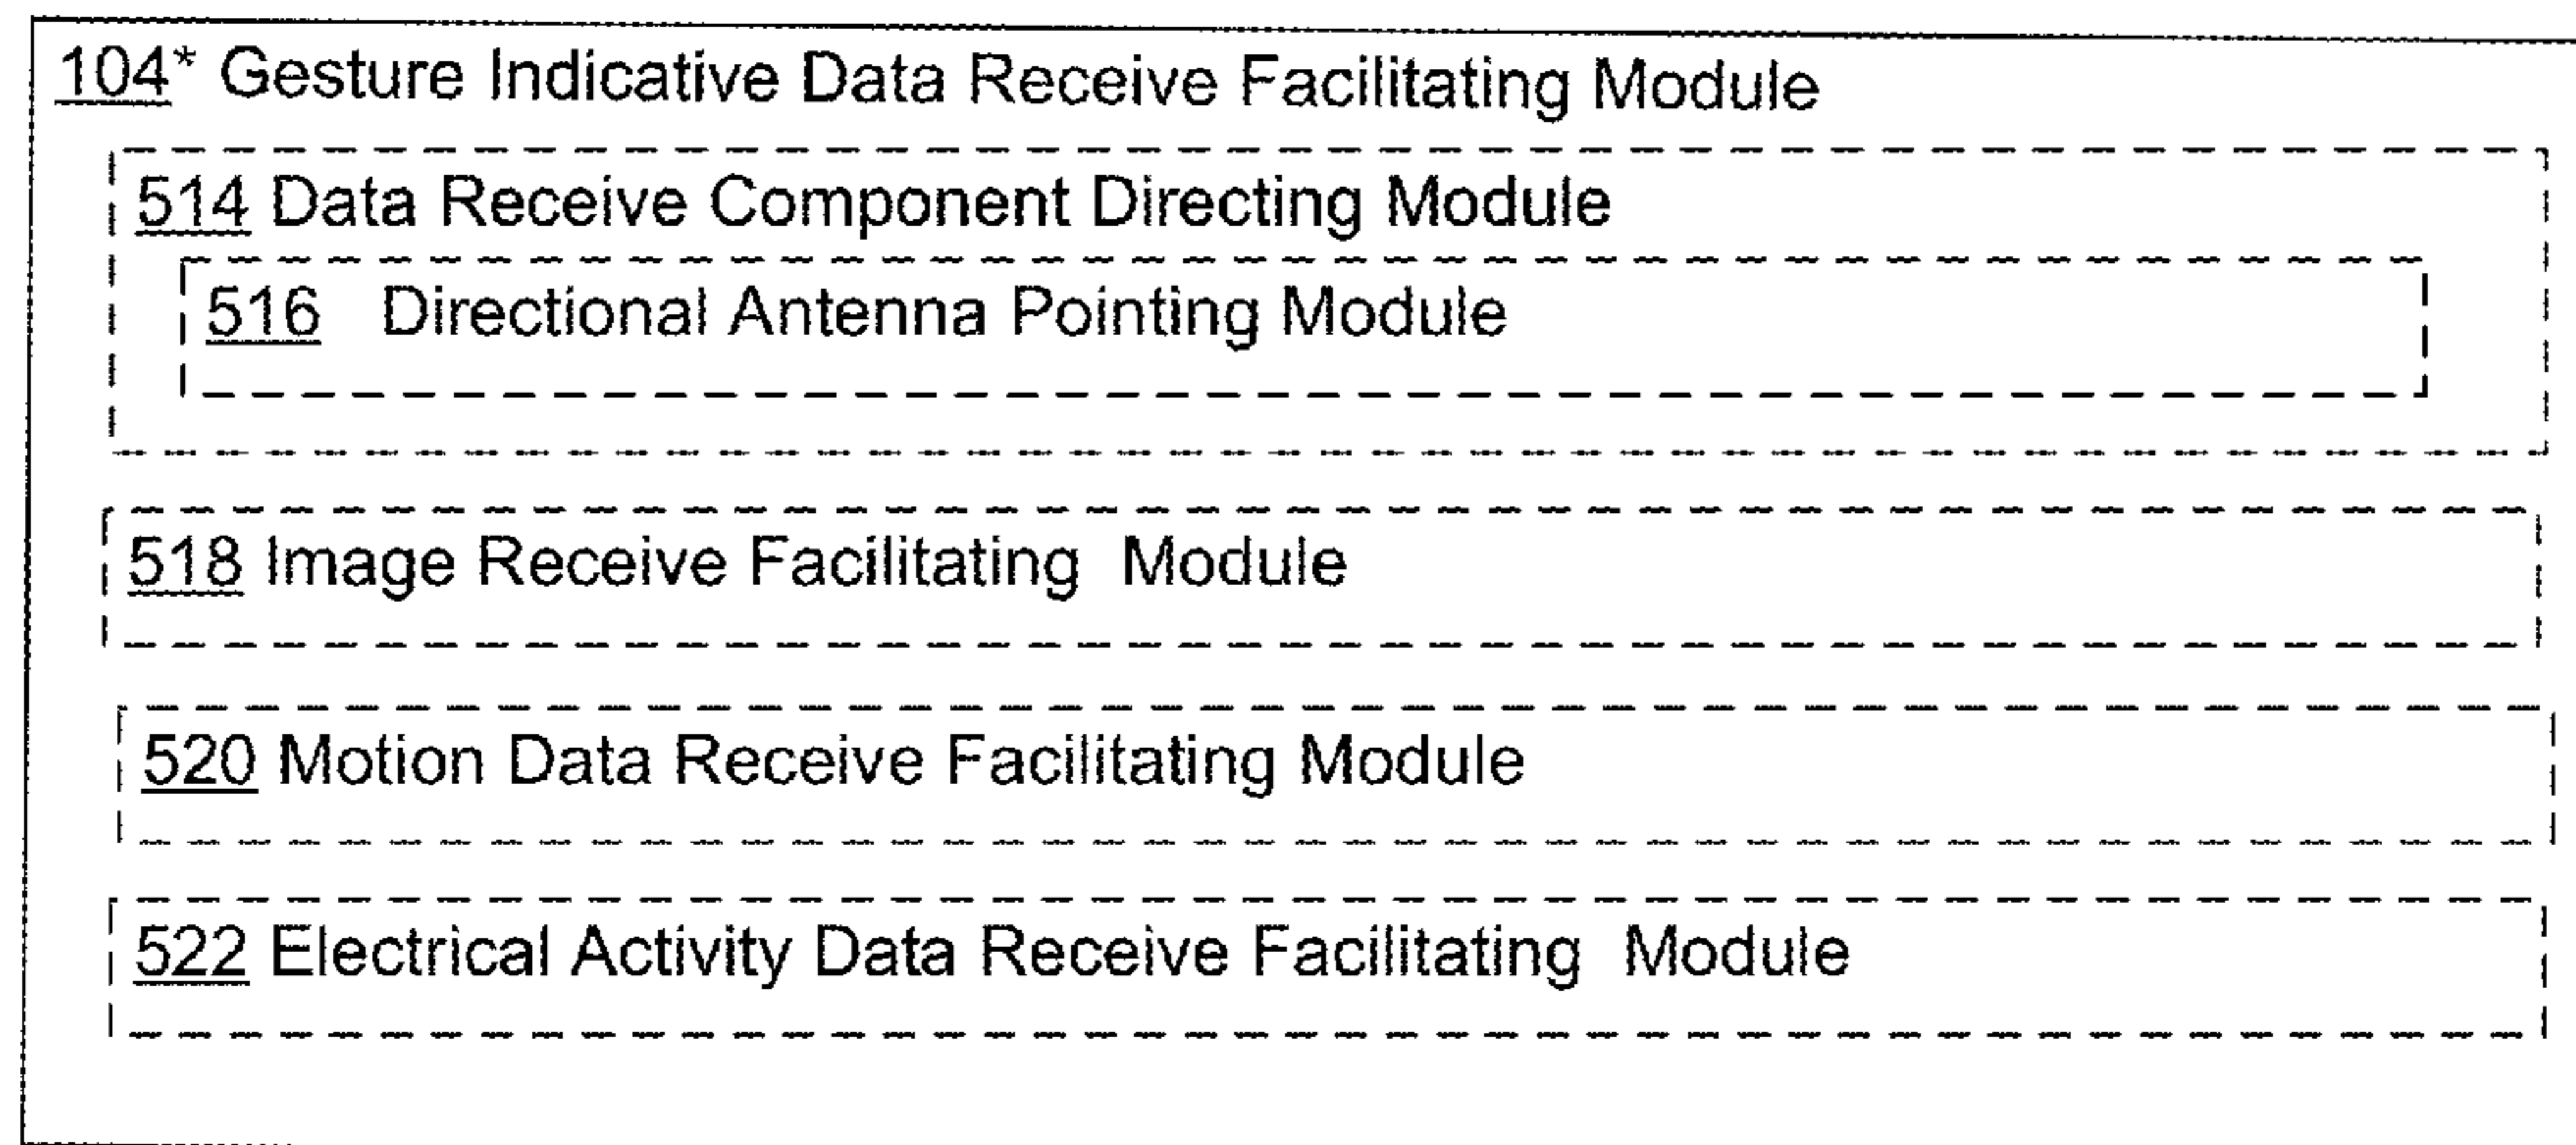 104* Gesture Indicative Data Receive Facilitating Module
514 Data Receive Component Directing Module
516 Directional Antenna Pointing Module
518 Image Receive Facilitating Module
520 Motion Data Receive Facilitating Module
522 Electrical Activity Data Receive Facilitating Module